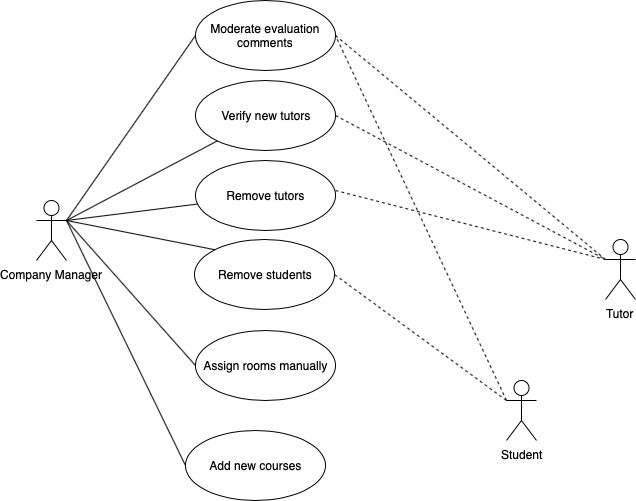 Moderate evaluation
comments
Verify new tutors
Remove tutors
Company Manager
Remove students
Tutor
Assign rooms manually
Student
Add new courses